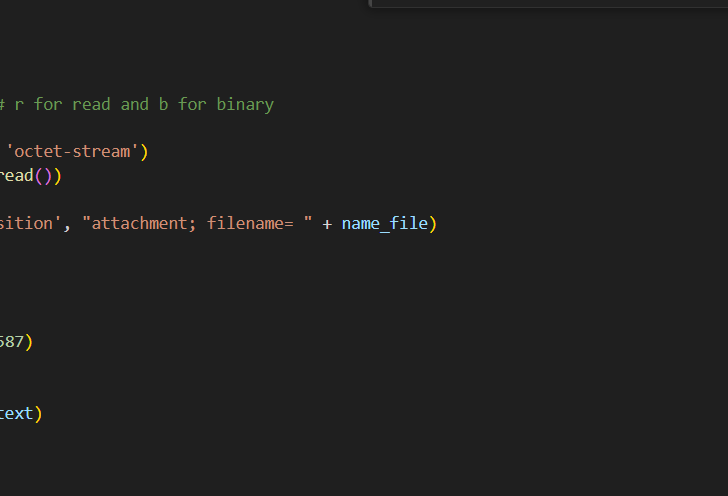 # r for read and b for binary
'octet-stream')
read())
sition', "attachment; filename= " + name_file)
587)
text)